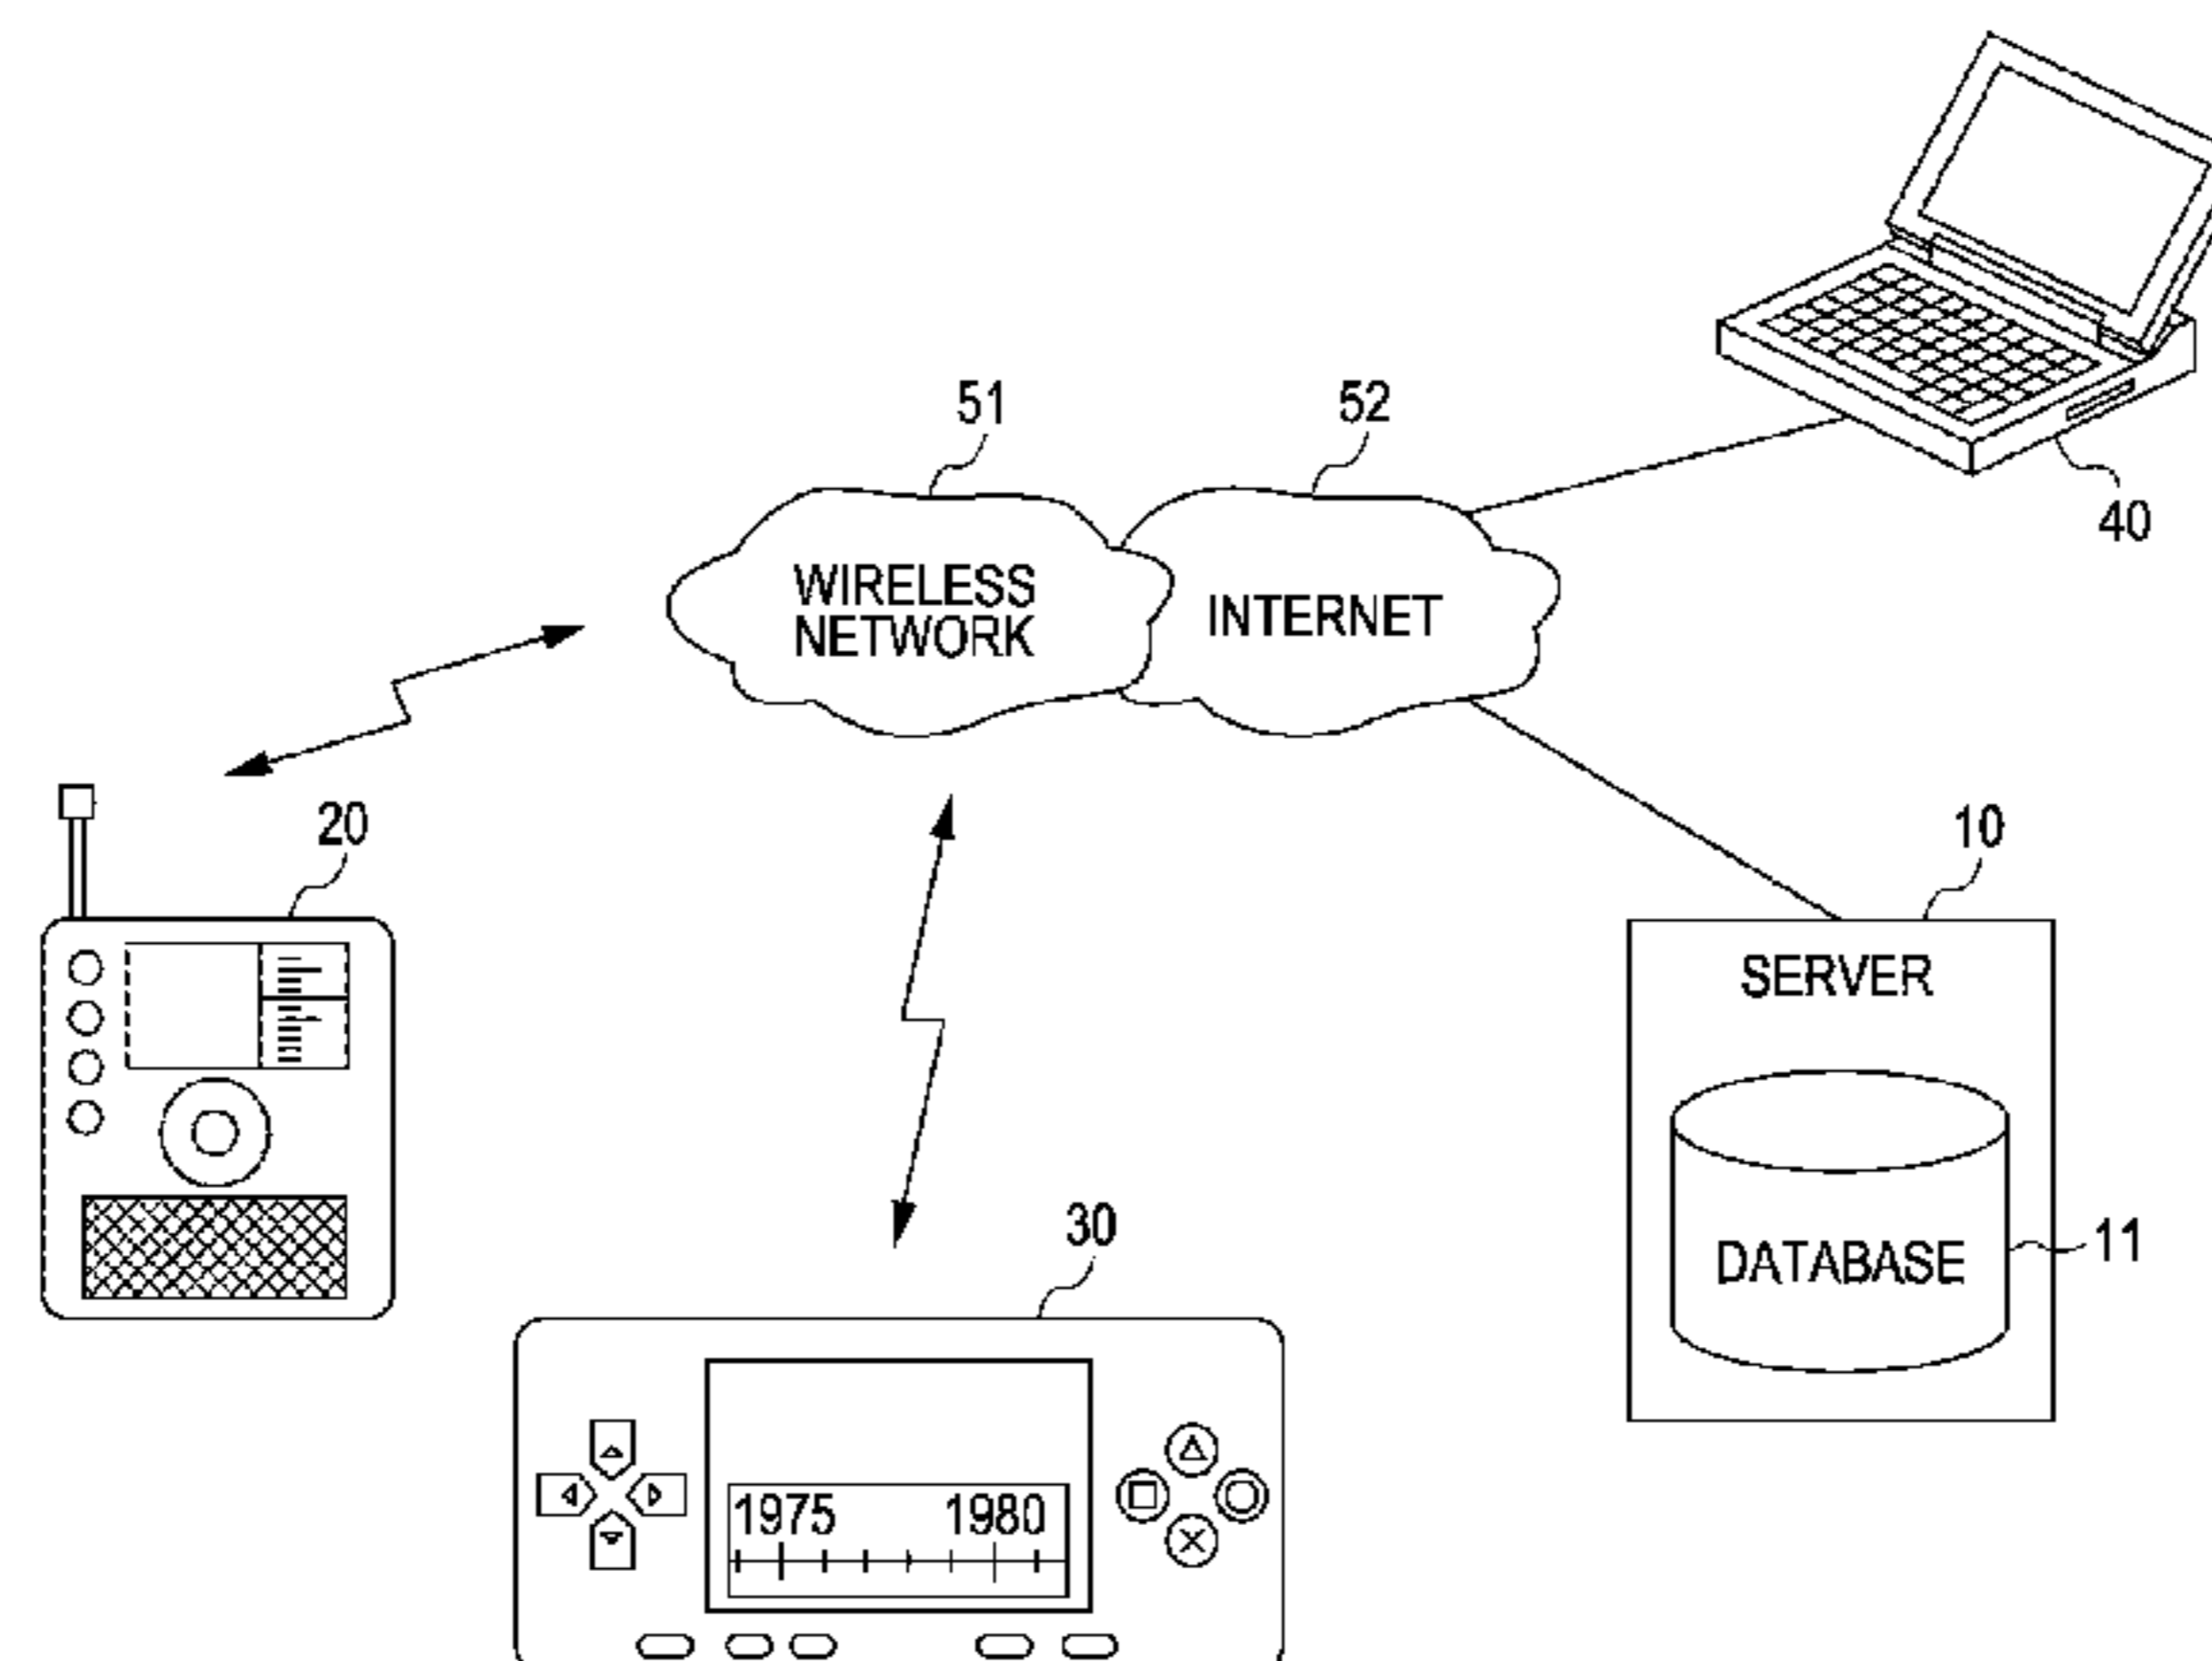 51
52
40
WIRELESS
NETWORK
INTERNET
20
10
SERVER
30
DATABASE
11
1975 1980